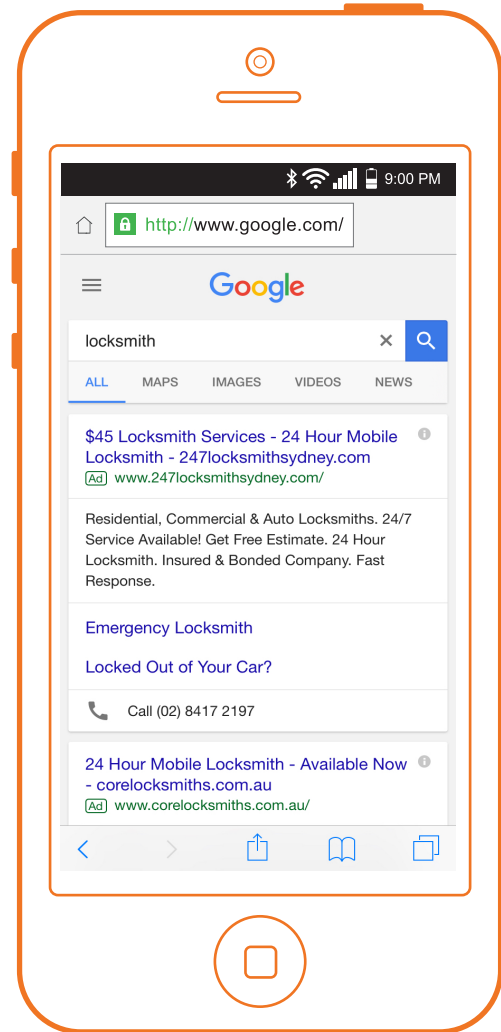 9:00 PM
http://www.google.com/
Google
locksmith
ALL MAPS IMAGES VIDEOS NEWS
$45 Locksmith Services - 24 Hour Mobile
Locksmith - 247locksmithsydney.com
Ad www.247locksmithsydney.com/
Residential, Commercial & Auto Locksmiths. 24/7
Service Available! Get Free Estimate. 24 Hour
Locksmith. Insured & Bonded Company. Fast
Response.
Emergency Locksmith
Locked Out of Your Car?
Call (02) 8417 2197
24 Hour Mobile Locksmith - Available Now
- corelocksmiths.com.au
Ad www.corelocksmiths.com.au/